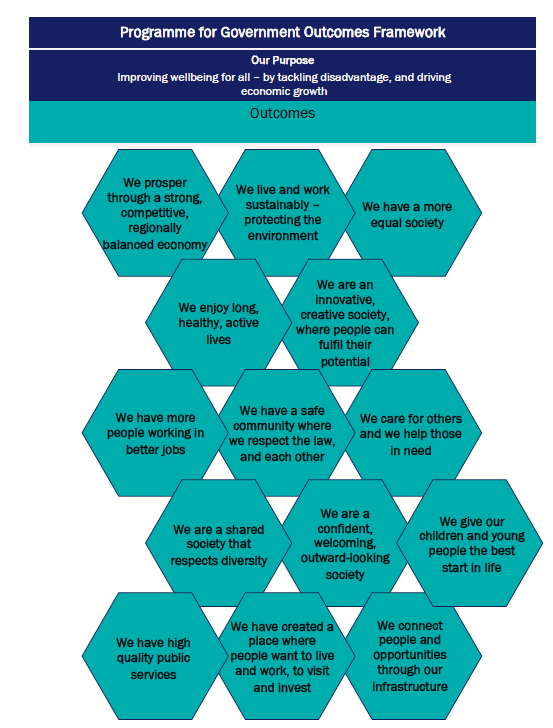 Programme for Government Outcomes Framework
Our Purpose
Improving wellbeing for all – by tackling disadvantage, and driving
economic growth
Outcomes
We prosper
through a strong,
competitive,
regionally
balanced economy
We live and work
sustainably –
protecting the
environment
We have a more
equal society
We enjoy long,
healthy, active
lives
We are an
innovative,
creative society,
where people can
fulfil their
potential
We have more
people working in
better jobs
We have a safe
community where
we respect the law,
and each other
We care for others
and we help those
in need
We are a shared
society that
respects diversity
We are a
confident,
welcoming,
outward-looking
society
We give our
children and young
people the best
start in life
We have high
quality public
services
We have created a
place where
people want to live
and work, to visit
and invest
We connect
people and
opportunities
through our
infrastructure